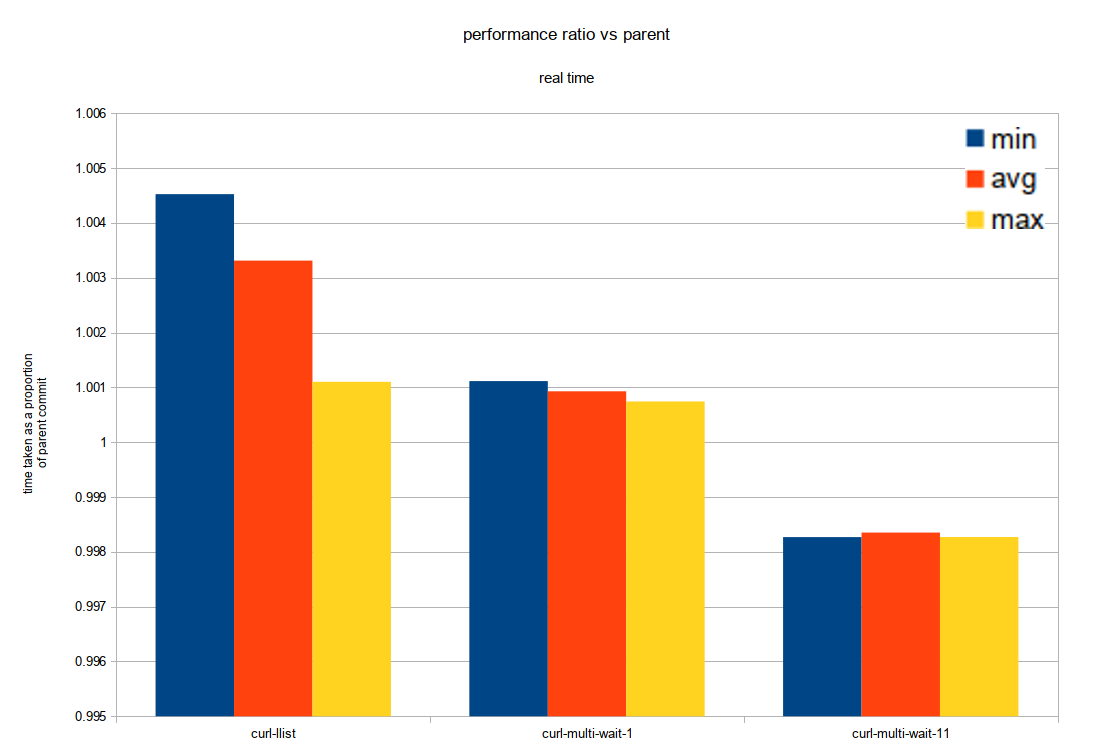 performance ratio vs parent
real time
1.006
1.005
1.004
1.003
1.002
1.001
1
0.999
0.998
0.997
0.996
0.995
time taken as a proportion
of parent commit
min
avg
max
curl-llist
curl-multi-wait-1
curl-multi-wait-11